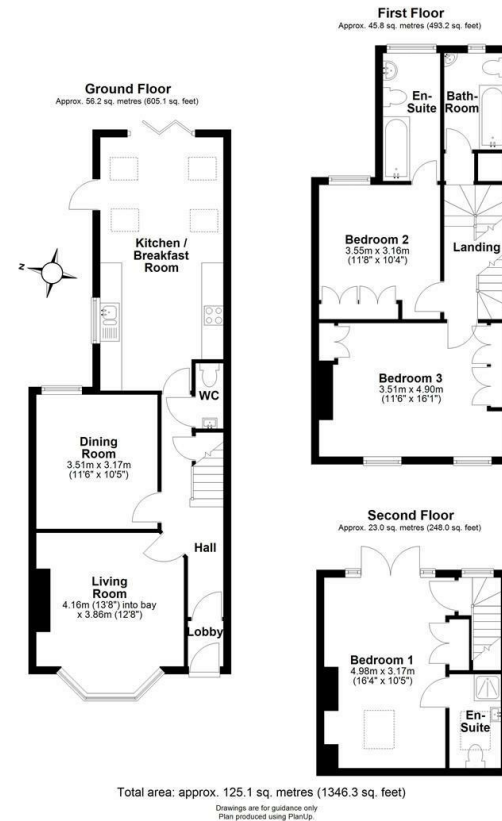 Ground Floor
Approx. 56.2 sq. metres (605.1 sq. feet)
Kitchen /
Breakfast
Room
N
WC
Dining
Room
3.51m x 3.17m
(11'6" x 10'5")
Hall
Living
Room
4.16m (13'8") into bay
x 3.86m (12'8")
Lobby
First Floor
Approx. 45.8 sq. metres (493.2 sq. feet)
En-
Suite
Bath-
Room
Bedroom 2
3.55m x 3.16m
(11'8" x 10'4")
Landing
Bedroom 3
3.51m x 4.90m
(11'6" x 16'1")
Second Floor
Approx. 23.0 sq. metres (248.0 sq. feet)
Bedroom 1
4.98m x 3.17m
(16'4" x 10'5")
En-
Suite
Total area: approx. 125.1 sq. metres (1346.3 sq. feet)
Drawings are for guidance only
Plan produced using PlanUp.